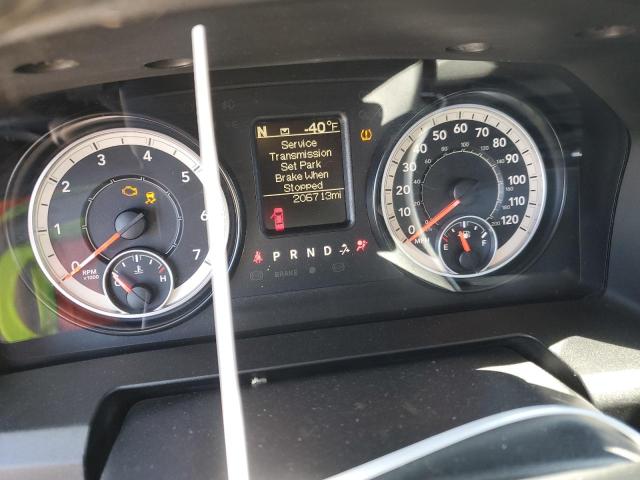 N -40°F
Service
Transmission
Set Park
Brake When
Stopped
206713mi
0 1 2 3 4 5 6 7
RPM
x1000
C H
P R N D
BRAKE
0 10 20 30 40 50 60 70 80 90 100 110 120
MPH
E F